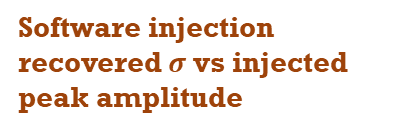 Software injection
recovered σ vs injected
peak amplitude